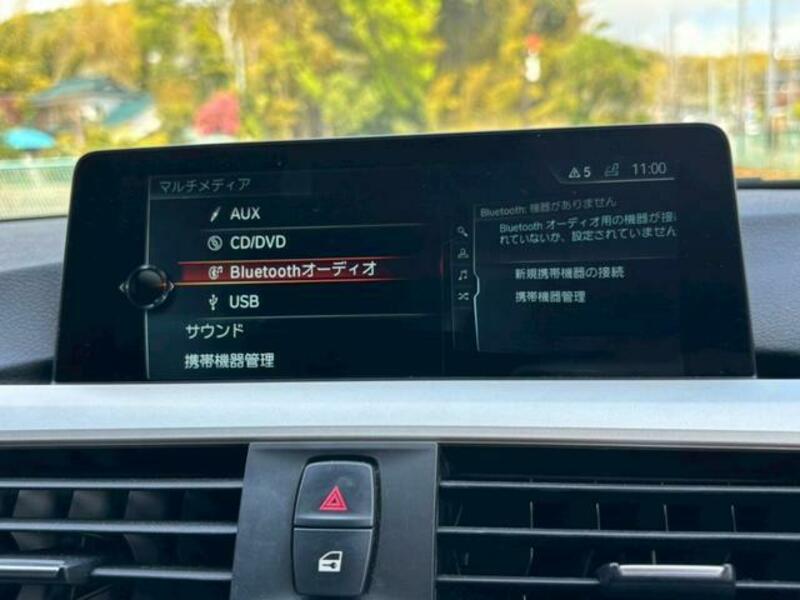 マルチメディア
5
11:00
AUX
CD/DVD
Bluetoothオーディオ
USB
サウンド
携帯機器管理
Bluetooth: 機器がありません
Bluetooth オーディオ用の機器が接
れていないか、設定されていません
新規携帯機器の接続
携帯機器管理